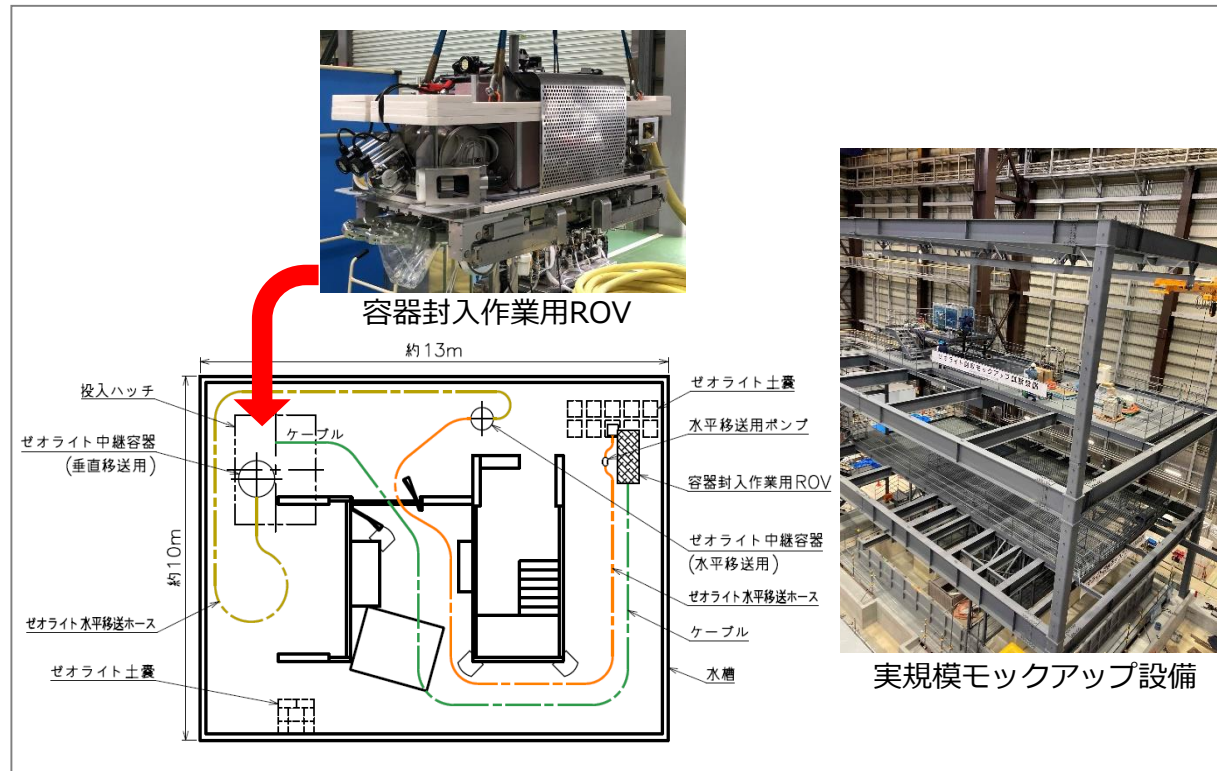 容器封入作業用ROV
約13m
投入ハッチ
ゼオライト土嚢
水平移送用ポンプ
ゼオライト中継容器
(垂直移送用)
ケーブル
容器封入作業用ROV
約10m
ゼオライト中継容器
(水平移送用)
ゼオライト水平移送ホース
ゼオライト水平移送ホース
ケーブル
ゼオライト土嚢
水槽
実規模モックアップ設備